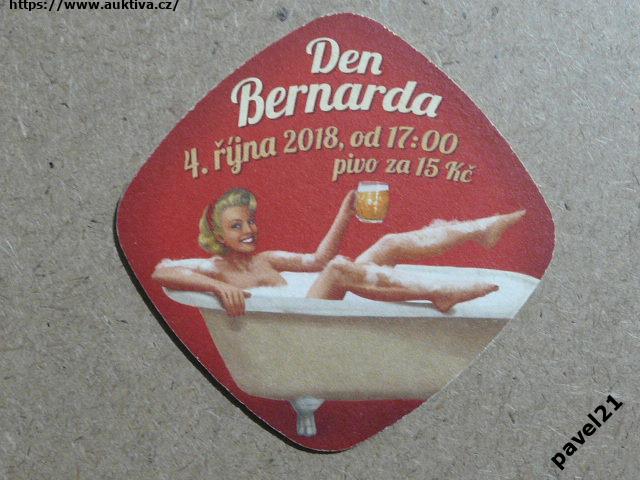 https://www.auktiva.cz/
Den
Bernarda
4. října 2018, od 17:00
pivo za 15 Kč
pavel21